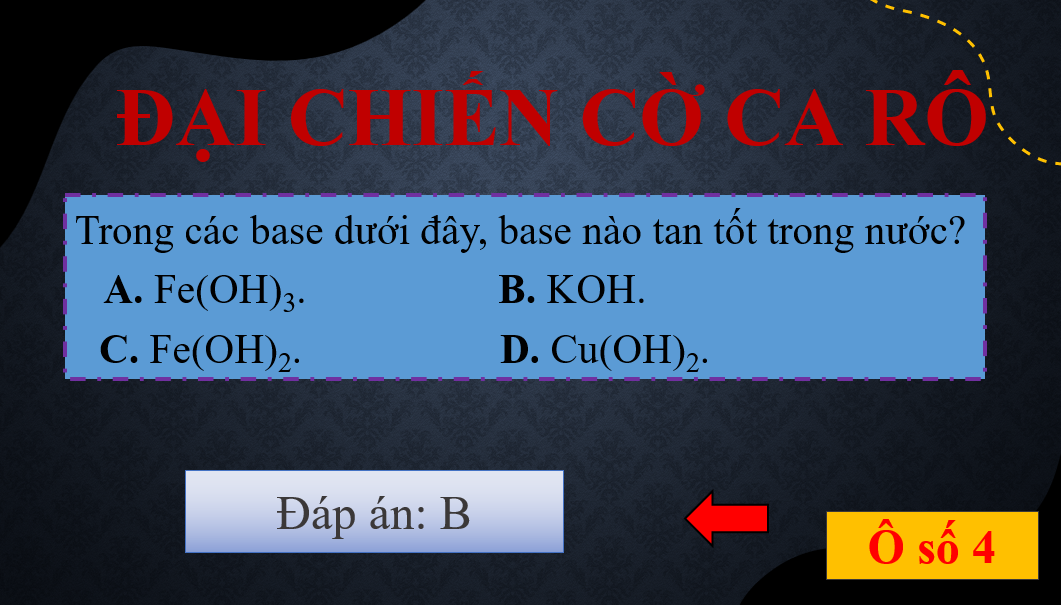 ĐẠI CHIẾN CỜ CA RÔ
Trong các base dưới đây, base nào tan tốt trong nước?
A. Fe(OH)₃. B. KOH.
C. Fe(OH)₂. D. Cu(OH)₂.
Đáp án: B
Ô số 4